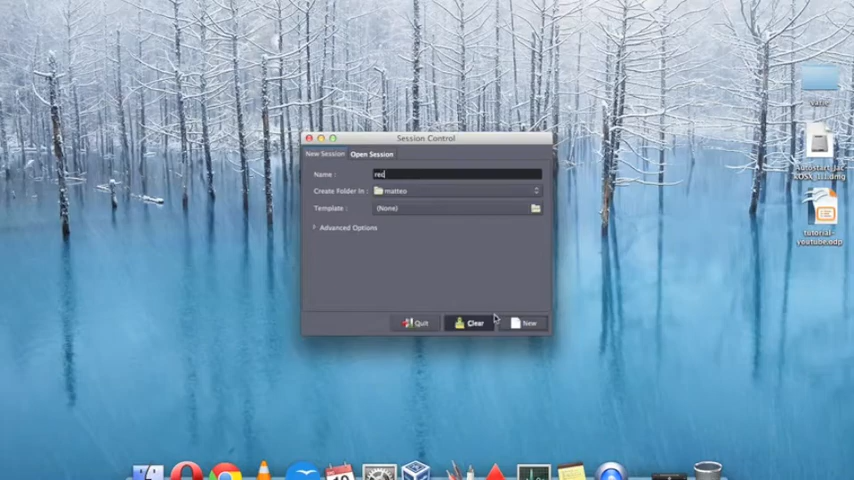 Session Control
New Session Open Session
Name : rec
Create Folder In : matteo
Template : (None)
Advanced Options
Quit Clear New
tutorial-
youtube.odp